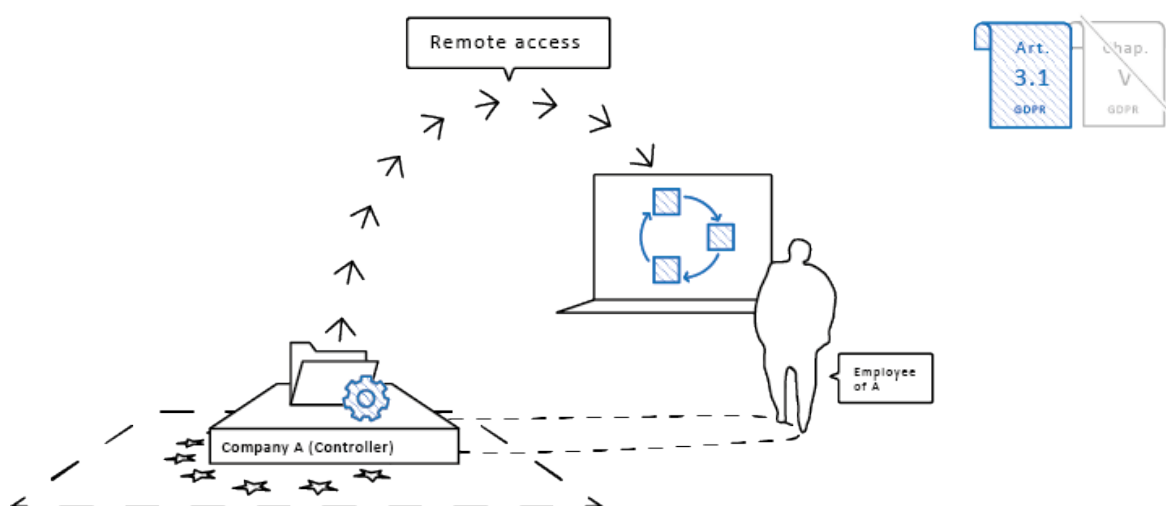 Remote access
Art.
3.1
GDPR
Chap.
V
GDPR
Employee
of A
Company A (Controller)